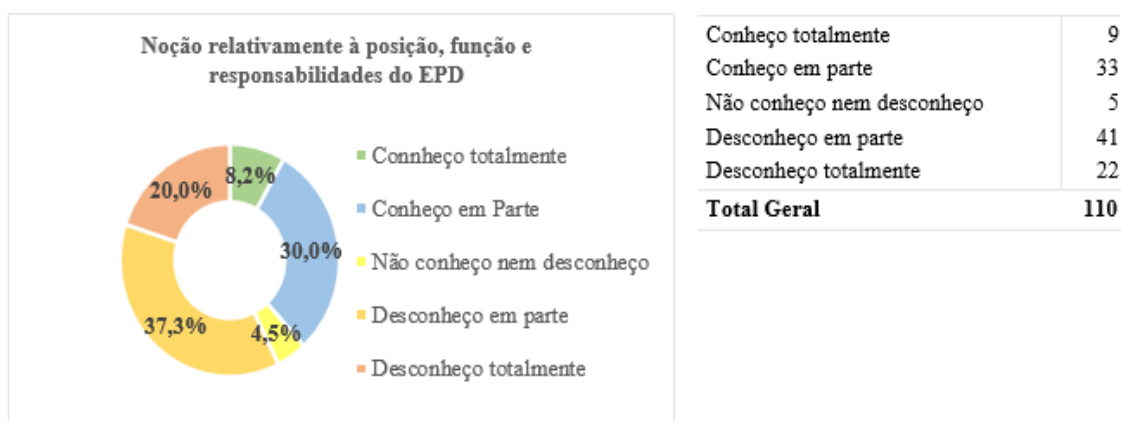 Noção relativamente à posição, função e
responsabilidades do EPD
8,2%
20,0%
30,0%
37,3%
4,5%
Connheço totalmente
Conheço em Parte
Não conheço nem desconheço
Desconheço em parte
Desconheço totalmente
Conheço totalmente 9
Conheço em parte 33
Não conheço nem desconheço 5
Desconheço em parte 41
Desconheço totalmente 22
Total Geral 110